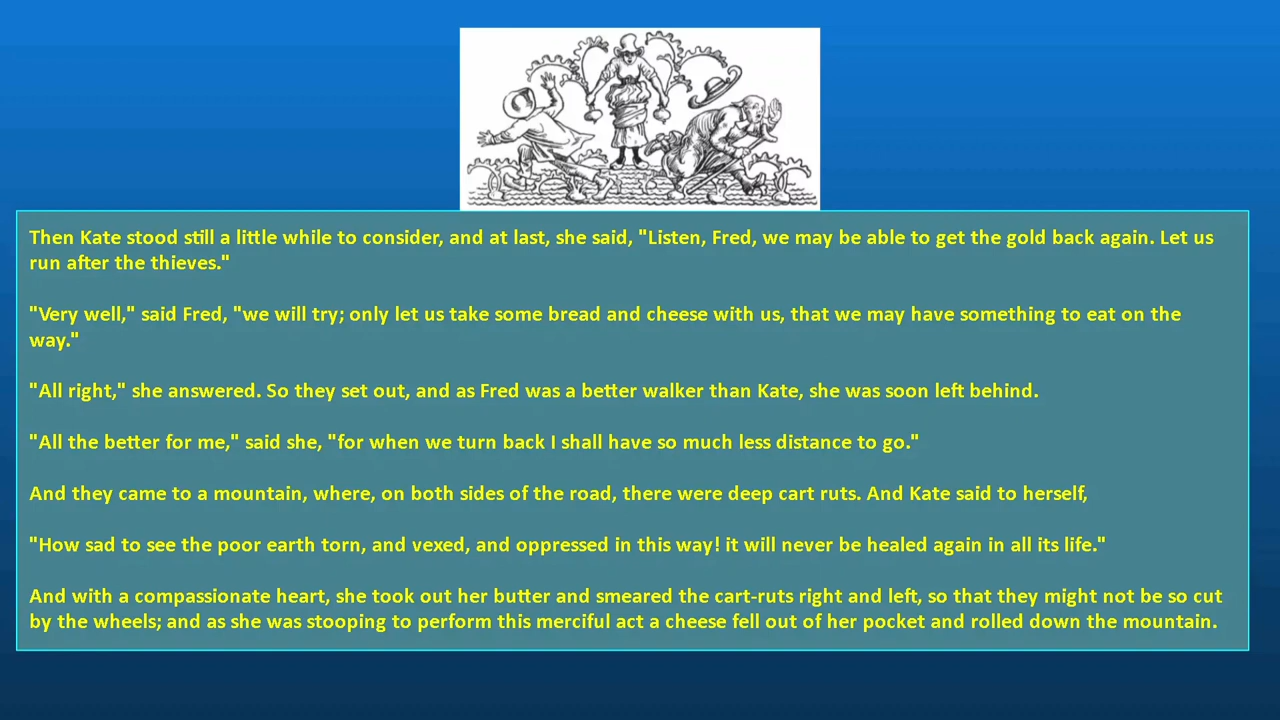 Then Kate stood still a little while to consider, and at last, she said, "Listen, Fred, we may be able to get the gold back again. Let us
run after the thieves."
"Very well," said Fred, "we will try; only let us take some bread and cheese with us, that we may have something to eat on the
way."
"All right," she answered. So they set out, and as Fred was a better walker than Kate, she was soon left behind.
"All the better for me," said she, "for when we turn back I shall have so much less distance to go."
And they came to a mountain, where, on both sides of the road, there were deep cart ruts. And Kate said to herself,
"How sad to see the poor earth torn, and vexed, and oppressed in this way! it will never be healed again in all its life."
And with a compassionate heart, she took out her butter and smeared the cart-ruts right and left, so that they might not be so cut
by the wheels; and as she was stooping to perform this merciful act a cheese fell out of her pocket and rolled down the mountain.